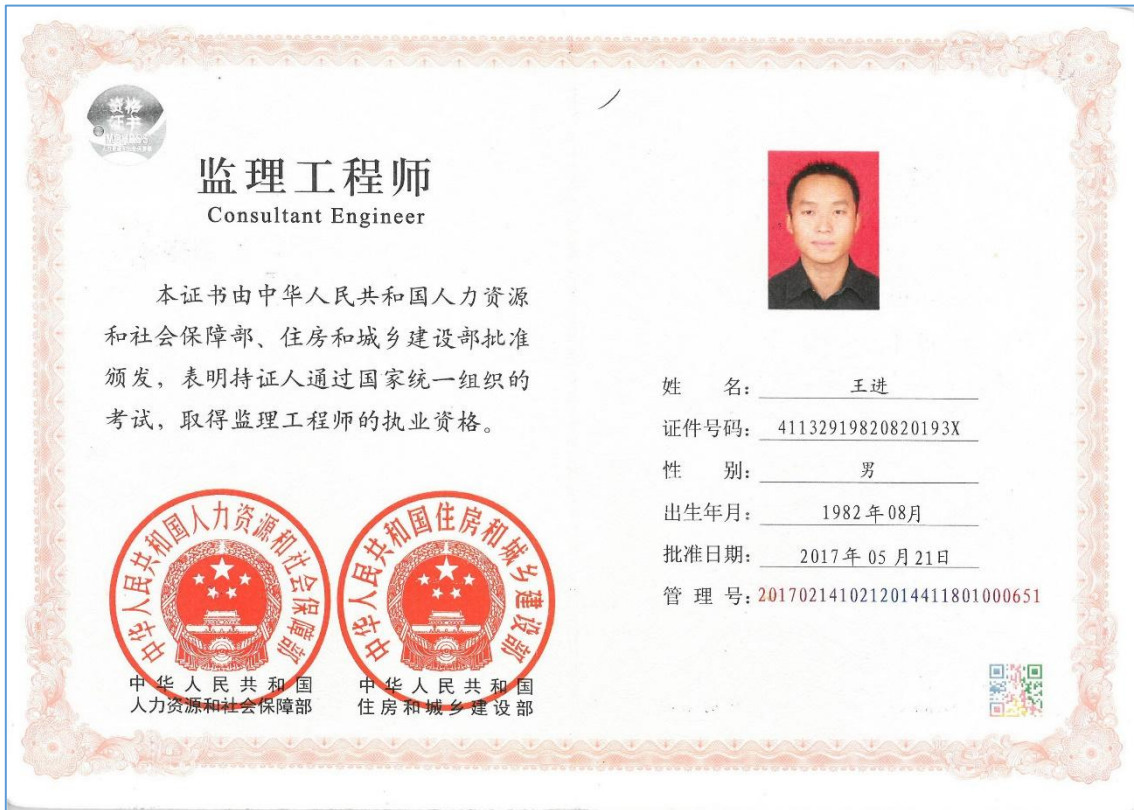 资格
证书
监理工程师
Consultant Engineer
本证书由中华人民共和国人力资源
和社会保障部、住房和城乡建设部批准
颁发，表明持证人通过国家统一组织的
考试，取得监理工程师的执业资格。
中华人民共和国人力资源和社会保障部
中华人民共和国住房和城乡建设部
中华人民共和国
人力资源和社会保障部
中华人民共和国
住房和城乡建设部
姓 名： 王进
证件号码： 41132919820820193X
性 别： 男
出生年月： 1982年08月
批准日期： 2017年05月21日
管 理 号：2017021410212014411801000651